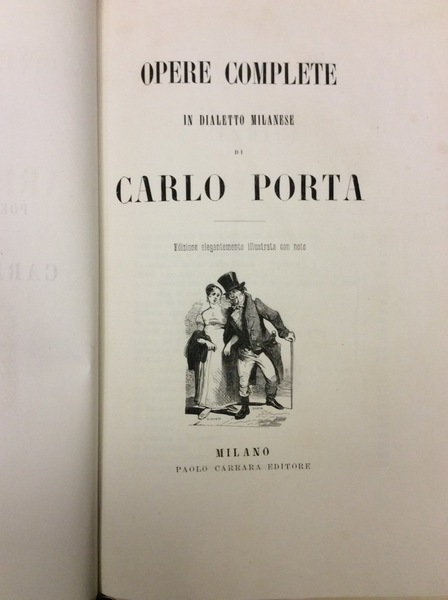 OPERE COMPLETE
IN DIALETTO MILANESE
DI
CARLO PORTA
Edizione elegantemente illustrata con note
MILANO
PAOLO CARRARA EDITORE